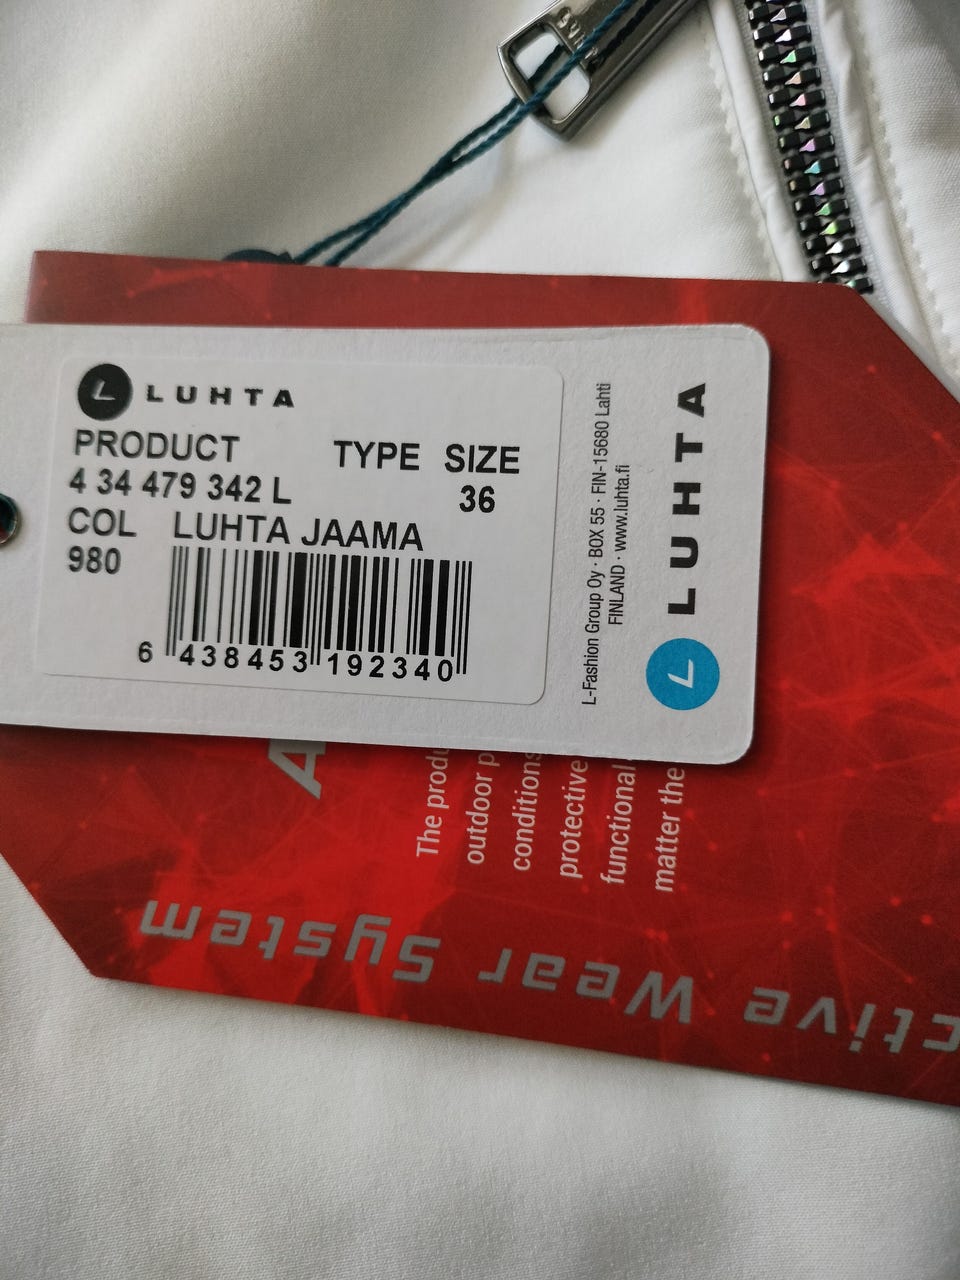 LUHTA
PRODUCT TYPE SIZE
4 34 479 342 L 36
COL LUHTA JAAMA
980
6 438453 192340
L-Fashion Group Oy · BOX 55 · FIN-15680 Lahti
FINLAND · www.luhta.fi
L LUHTA
The produ
outdoor p
conditions
protective
functional
matter the
ctive Wear System